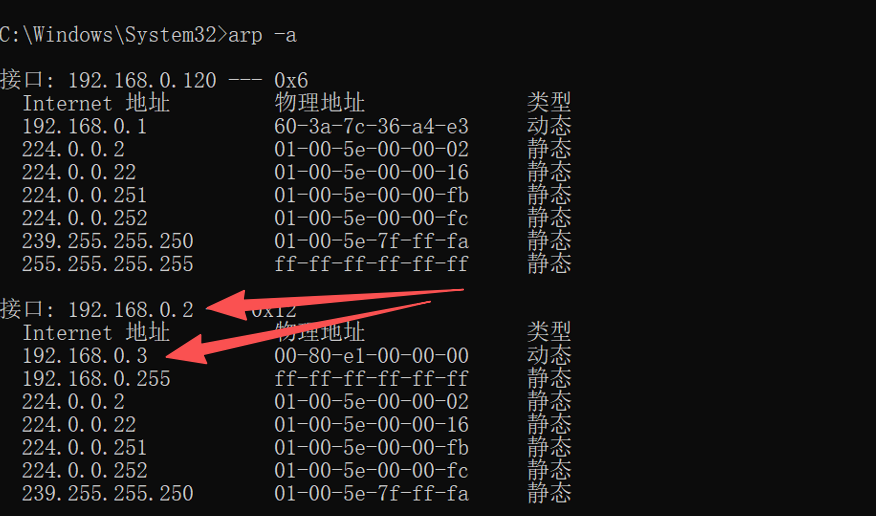 C:\Windows\System32>arp -a
接口: 192.168.0.120 --- 0x6
Internet 地址 物理地址 类型
192.168.0.1 60-3a-7c-36-a4-e3 动态
224.0.0.2 01-00-5e-00-00-02 静态
224.0.0.22 01-00-5e-00-00-16 静态
224.0.0.251 01-00-5e-00-00-fb 静态
224.0.0.252 01-00-5e-00-00-fc 静态
239.255.255.250 01-00-5e-7f-ff-fa 静态
255.255.255.255 ff-ff-ff-ff-ff-ff 静态
接口: 192.168.0.2 0x12
Internet 地址 物理地址 类型
192.168.0.3 00-80-e1-00-00-00 动态
192.168.0.255 ff-ff-ff-ff-ff-ff 静态
224.0.0.2 01-00-5e-00-00-02 静态
224.0.0.22 01-00-5e-00-00-16 静态
224.0.0.251 01-00-5e-00-00-fb 静态
224.0.0.252 01-00-5e-00-00-fc 静态
239.255.255.250 01-00-5e-7f-ff-fa 静态